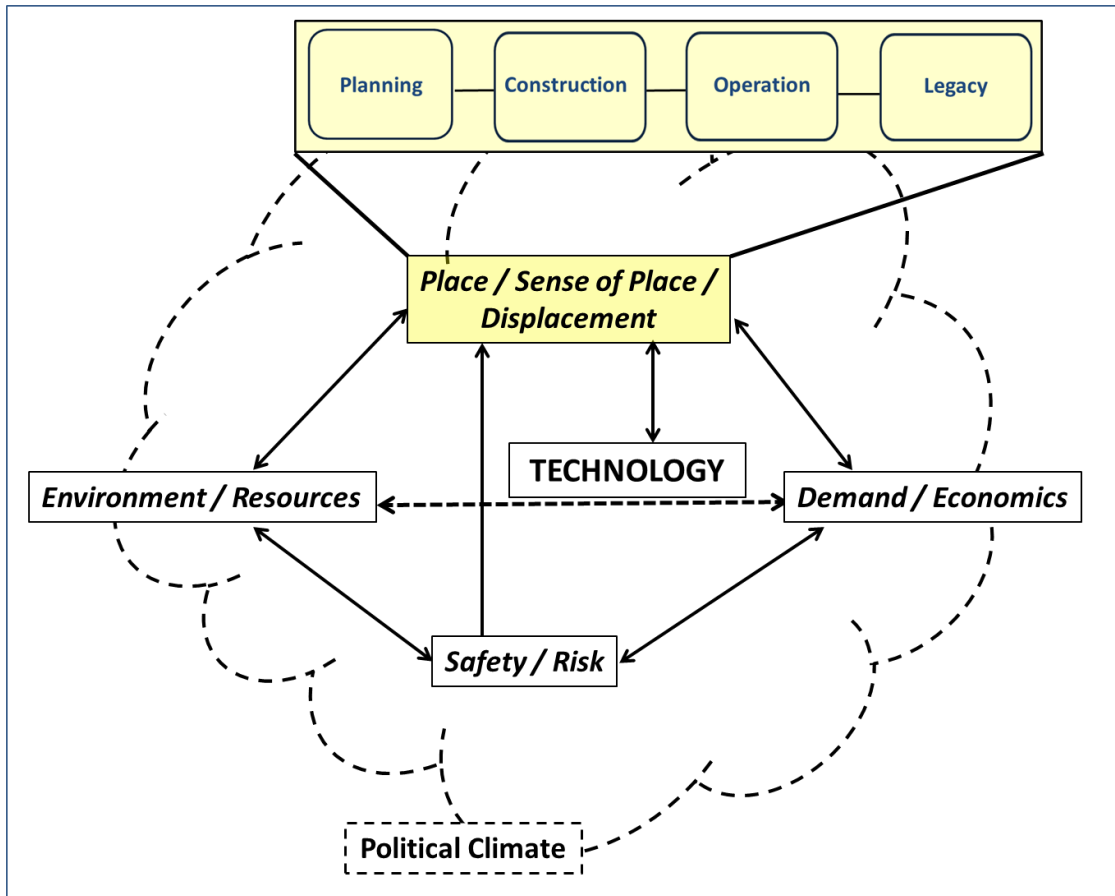 Planning
Construction
Operation
Legacy
Place / Sense of Place /
Displacement
TECHNOLOGY
Environment / Resources
Demand / Economics
Safety / Risk
Political Climate